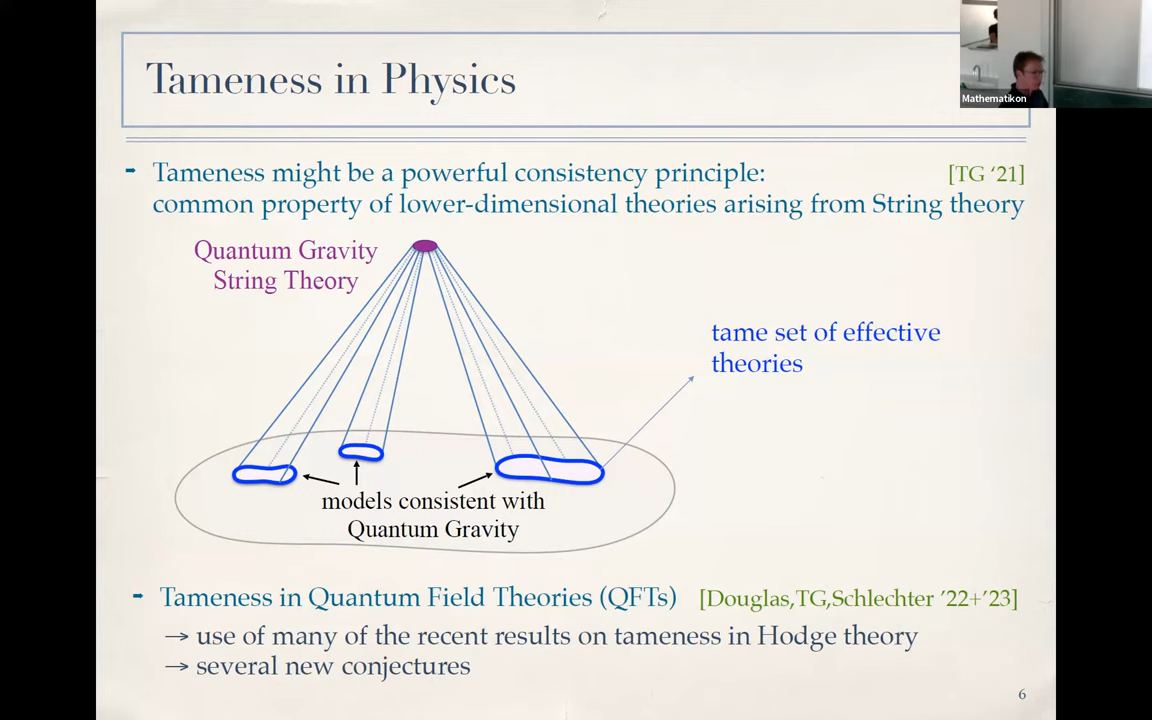 Tameness in Physics
Mathematikon
➡ Tameness might be a powerful consistency principle: [TG ‘21]
common property of lower-dimensional theories arising from String theory
Quantum Gravity
String Theory
tame set of effective
theories
models consistent with
Quantum Gravity
➡ Tameness in Quantum Field Theories (QFTs) [Douglas,TG,Schlechter ’22+’23]
→ use of many of the recent results on tameness in Hodge theory
→ several new conjectures
6